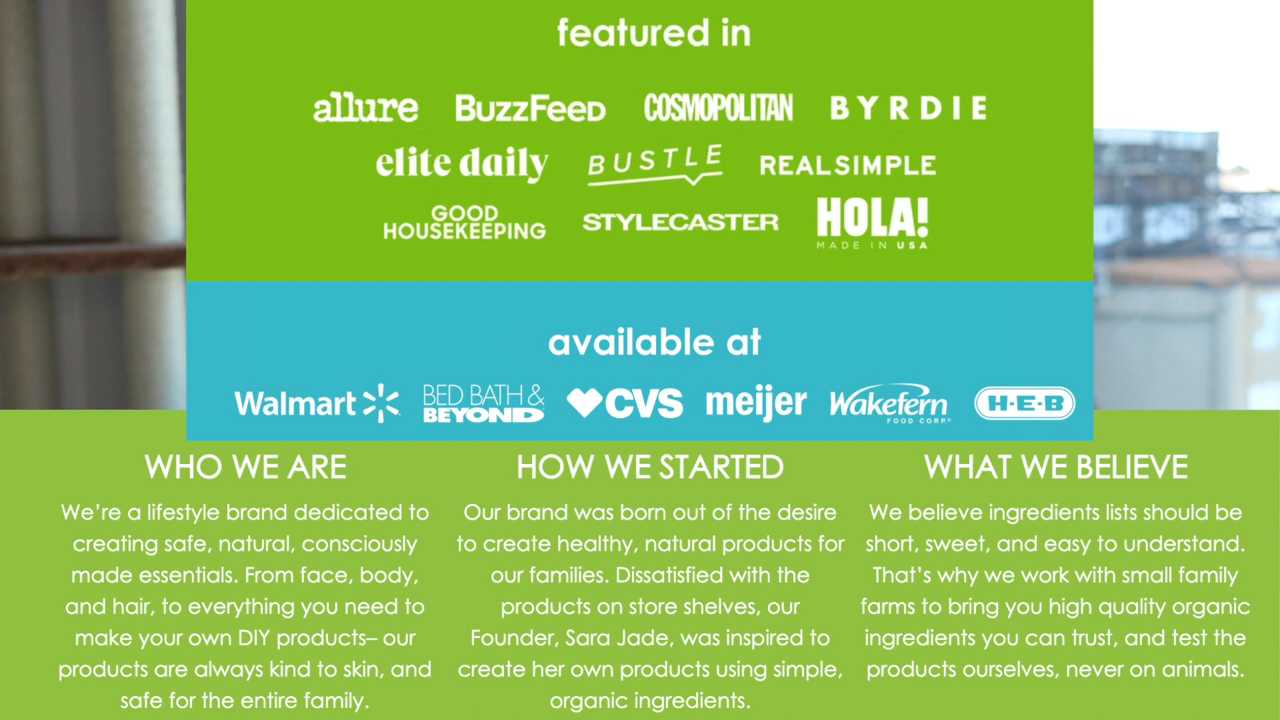 featured in
allure BuzzFeeD COSMOPOLITAN BYRDIE
elite daily BUSTLE REALSIMPLE
GOOD HOUSEKEEPING STYLECASTER HOLA!
MADE IN USA
available at
Walmart BED BATH & BEYOND CVS meijer Wakefern FOOD CORP.® H-E-B
WHO WE ARE
We're a lifestyle brand dedicated to
creating safe, natural, consciously
made essentials. From face, body,
and hair, to everything you need to
make your own DIY products– our
products are always kind to skin, and
safe for the entire family.
HOW WE STARTED
Our brand was born out of the desire
to create healthy, natural products for
our families. Dissatisfied with the
products on store shelves, our
Founder, Sara Jade, was inspired to
create her own products using simple,
organic ingredients.
WHAT WE BELIEVE
We believe ingredients lists should be
short, sweet, and easy to understand.
That's why we work with small family
farms to bring you high quality organic
ingredients you can trust, and test the
products ourselves, never on animals.